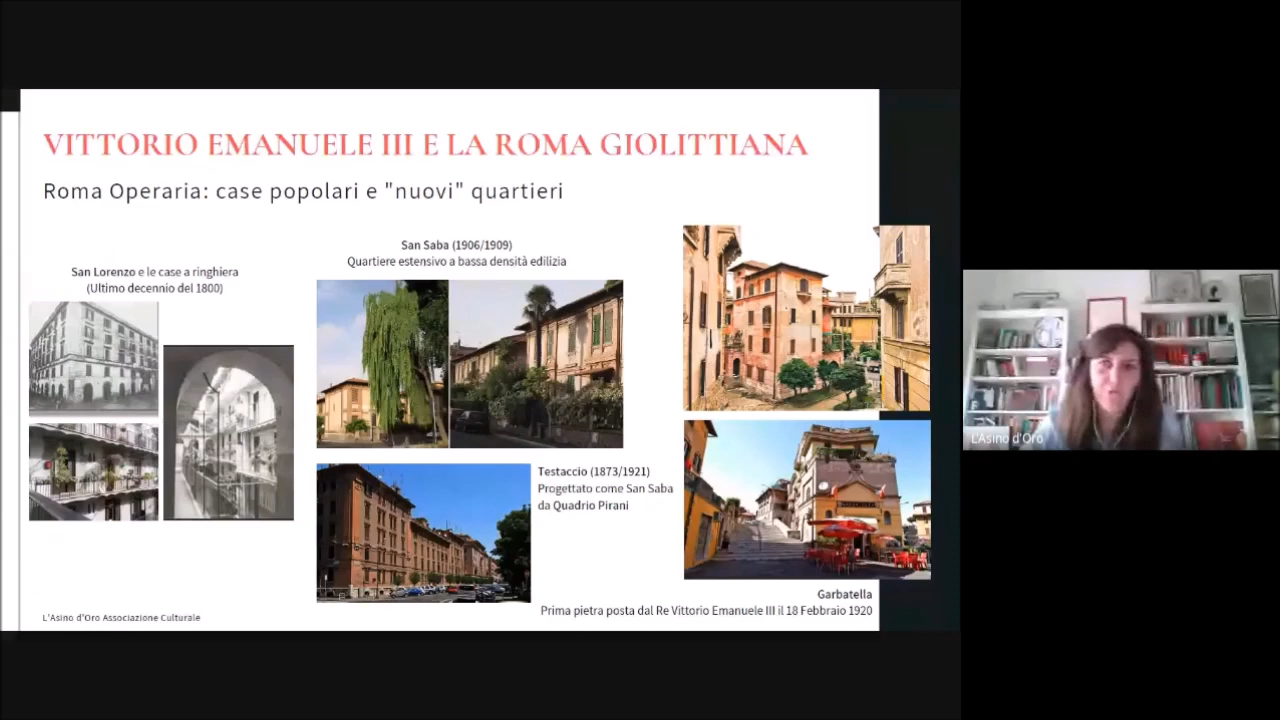 VITTORIO EMANUELE III E LA ROMA GIOLITTIANA
Roma Operaria: case popolari e "nuovi" quartieri
San Lorenzo e le case a ringhiera
(Ultimo decennio del 1800)
San Saba (1906/1909)
Quartiere estensivo a bassa densità edilizia
Testaccio (1873/1921)
Progettato come San Saba
da Quadrio Pirani
Garbatella
Prima pietra posta dal Re Vittorio Emanuele III il 18 Febbraio 1920
L'Asino d'Oro Associazione Culturale
L'Asino d'Oro